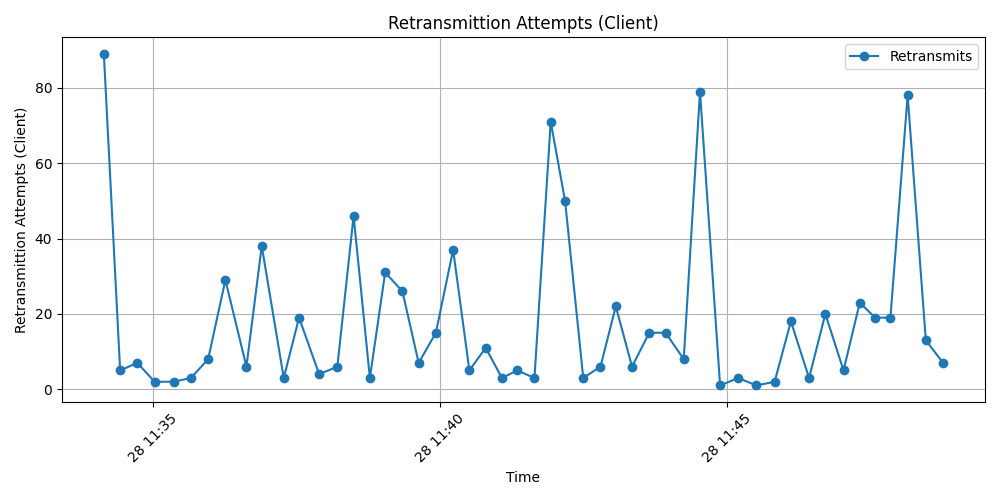 Retransmittion Attempts (Client)
Retransmits
Retransmittion Attempts (Client)
80
60
40
20
0
28 11:35
28 11:40
28 11:45
Time